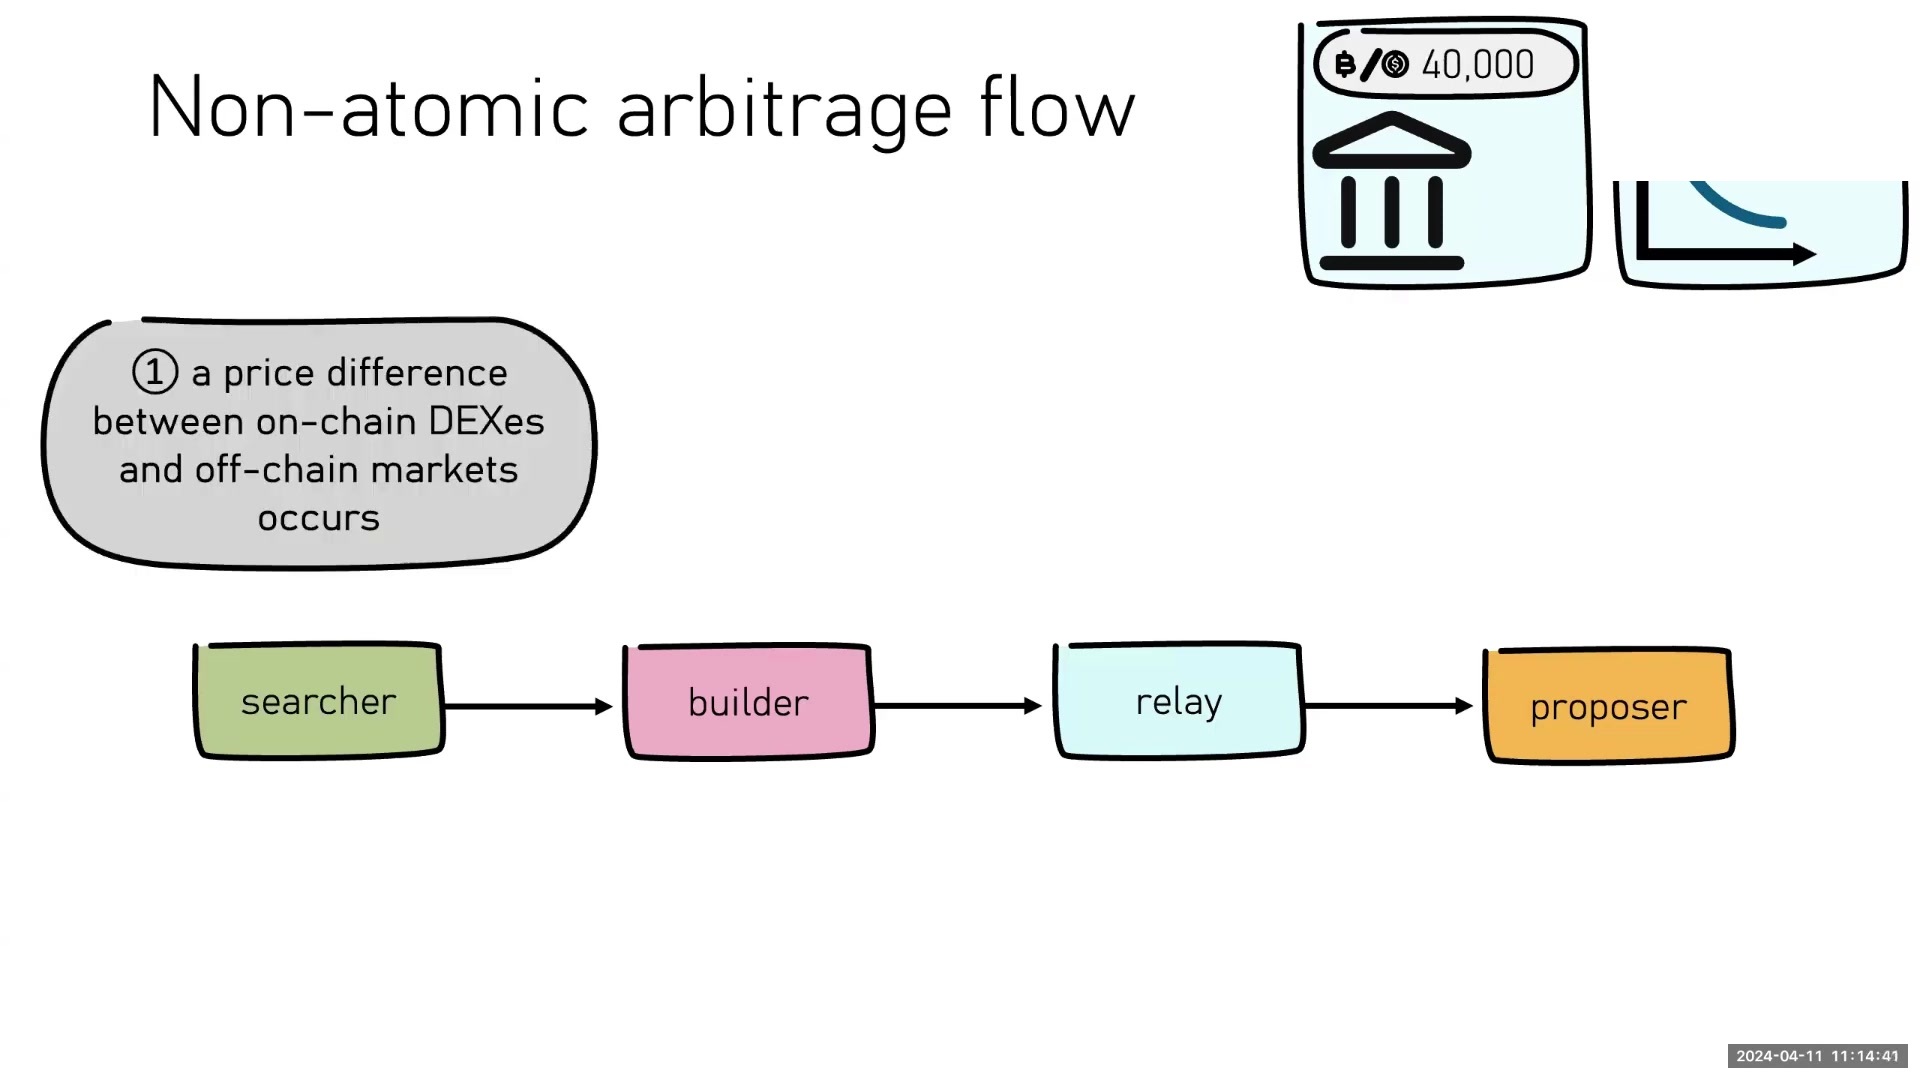 Non-atomic arbitrage flow
₿/$ 40,000
① a price difference
between on-chain DEXes
and off-chain markets
occurs
searcher
builder
relay
proposer
2024-04-11 11:14:41